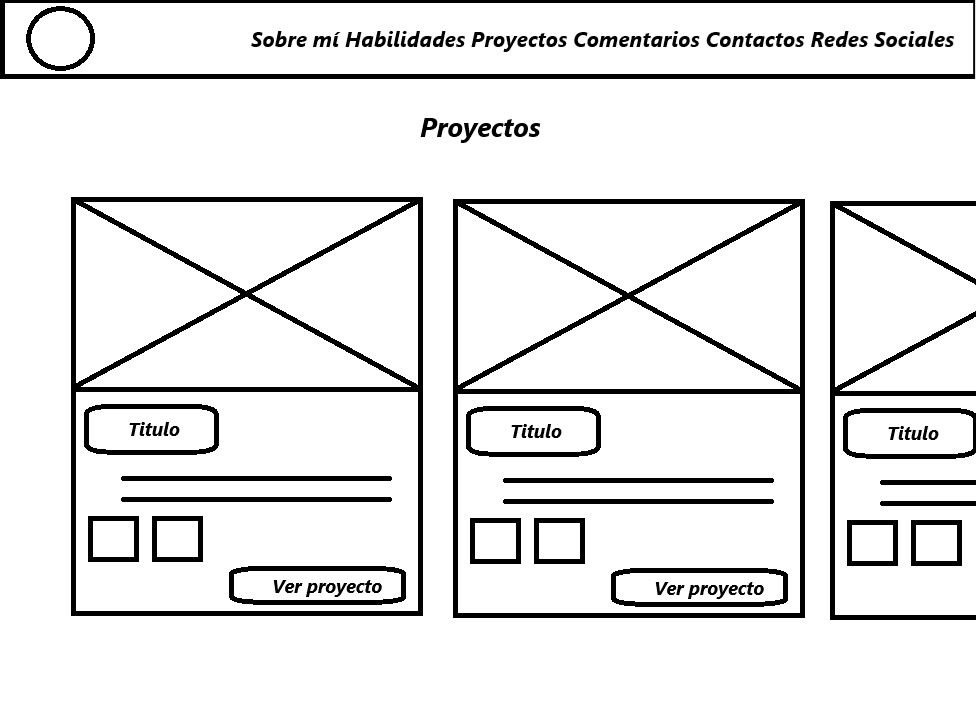 Sobre mí Habilidades Proyectos Comentarios Contactos Redes Sociales
Proyectos
Titulo
Titulo
Titulo
Ver proyecto
Ver proyecto